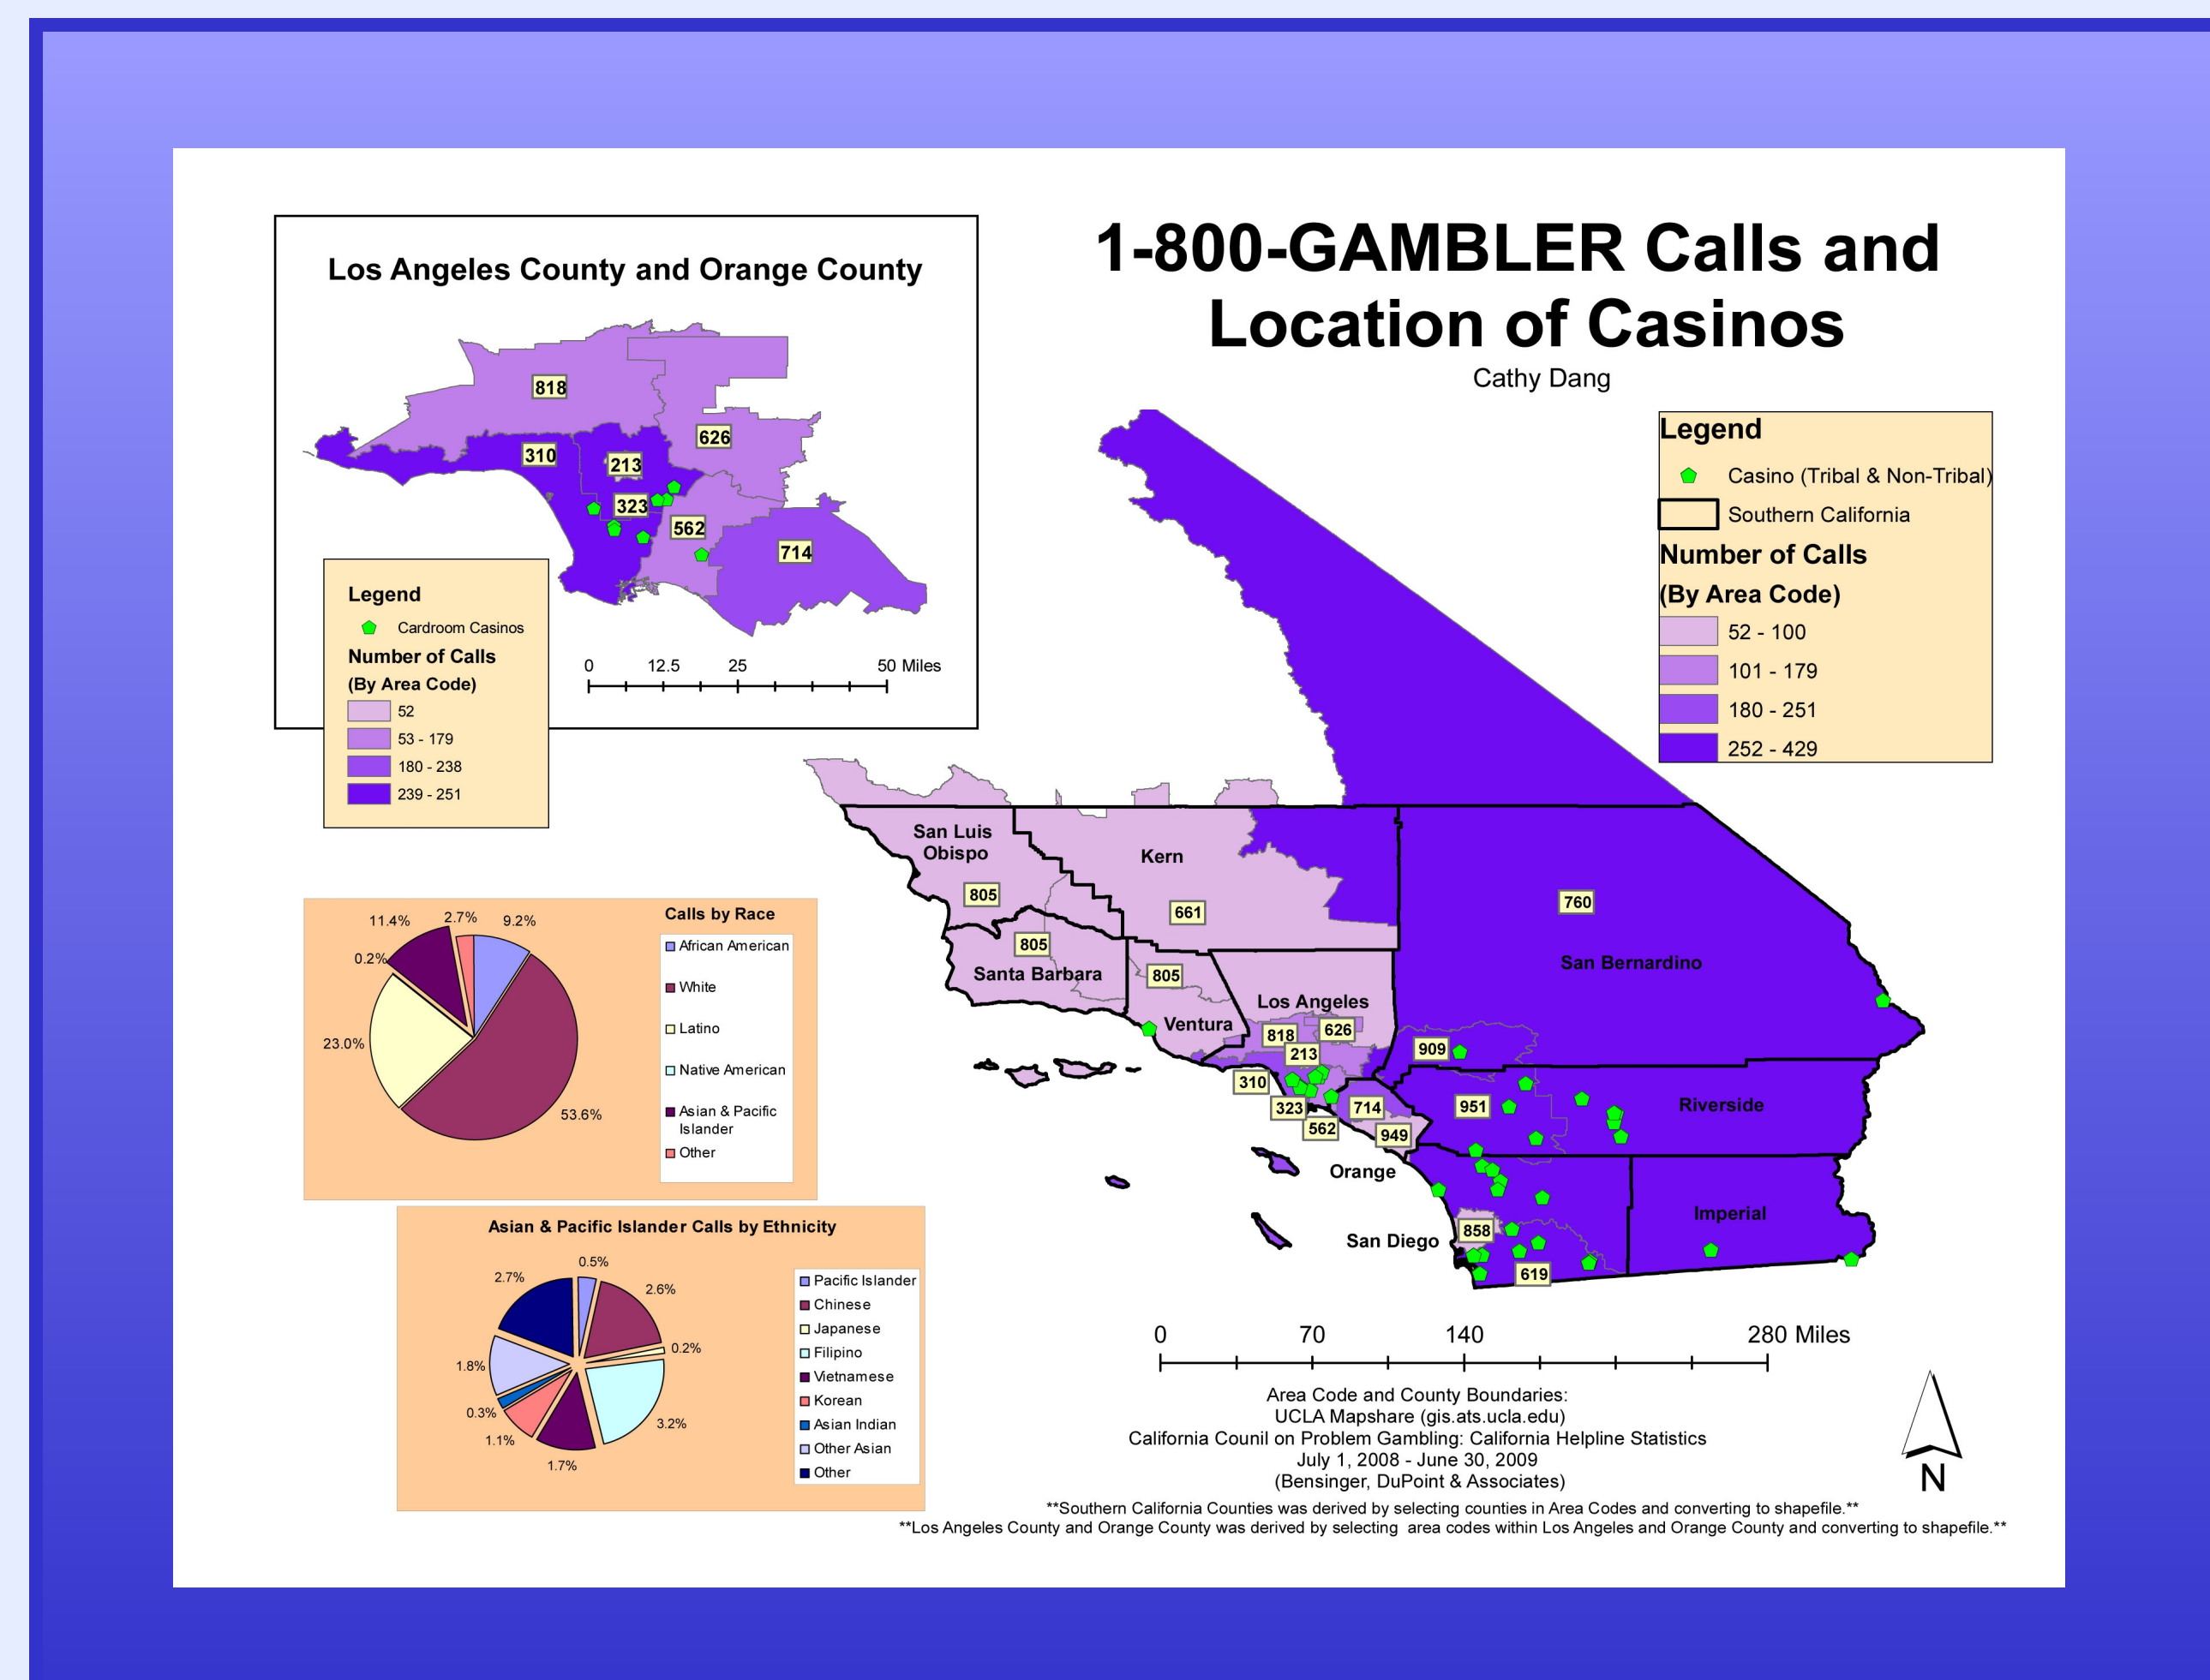 1-800-GAMBLER Calls and
Location of Casinos
Cathy Dang
Los Angeles County and Orange County
818
626
310
213
323
562
714
Legend
Cardroom Casinos
Number of Calls
(By Area Code)
52
53 - 179
180 - 238
239 - 251
0 12.5 25 50 Miles
Legend
Casino (Tribal & Non-Tribal)
Southern California
Number of Calls
(By Area Code)
52 - 100
101 - 179
180 - 251
252 - 429
San Luis
Obispo
Kern
805
661
760
805
Santa Barbara
805
San Bernardino
Los Angeles
Ventura
818
626
213
909
310
323
714
951
Riverside
562
949
Orange
Imperial
858
San Diego
619
Calls by Race
11.4%
2.7%
9.2%
0.2%
23.0%
53.6%
African American
White
Latino
Native American
Asian & Pacific
Islander
Other
Asian & Pacific Islander Calls by Ethnicity
0.5%
2.7%
2.6%
0.2%
1.8%
0.3%
1.1%
3.2%
1.7%
Pacific Islander
Chinese
Japanese
Filipino
Vietnamese
Korean
Asian Indian
Other Asian
Other
0 70 140 280 Miles
Area Code and County Boundaries:
UCLA Mapshare (gis.ats.ucla.edu)
California Counil on Problem Gambling: California Helpline Statistics
July 1, 2008 - June 30, 2009
(Bensinger, DuPoint & Associates)
N
**Southern California Counties was derived by selecting counties in Area Codes and converting to shapefile.**
**Los Angeles County and Orange County was derived by selecting area codes within Los Angeles and Orange County and converting to shapefile.**